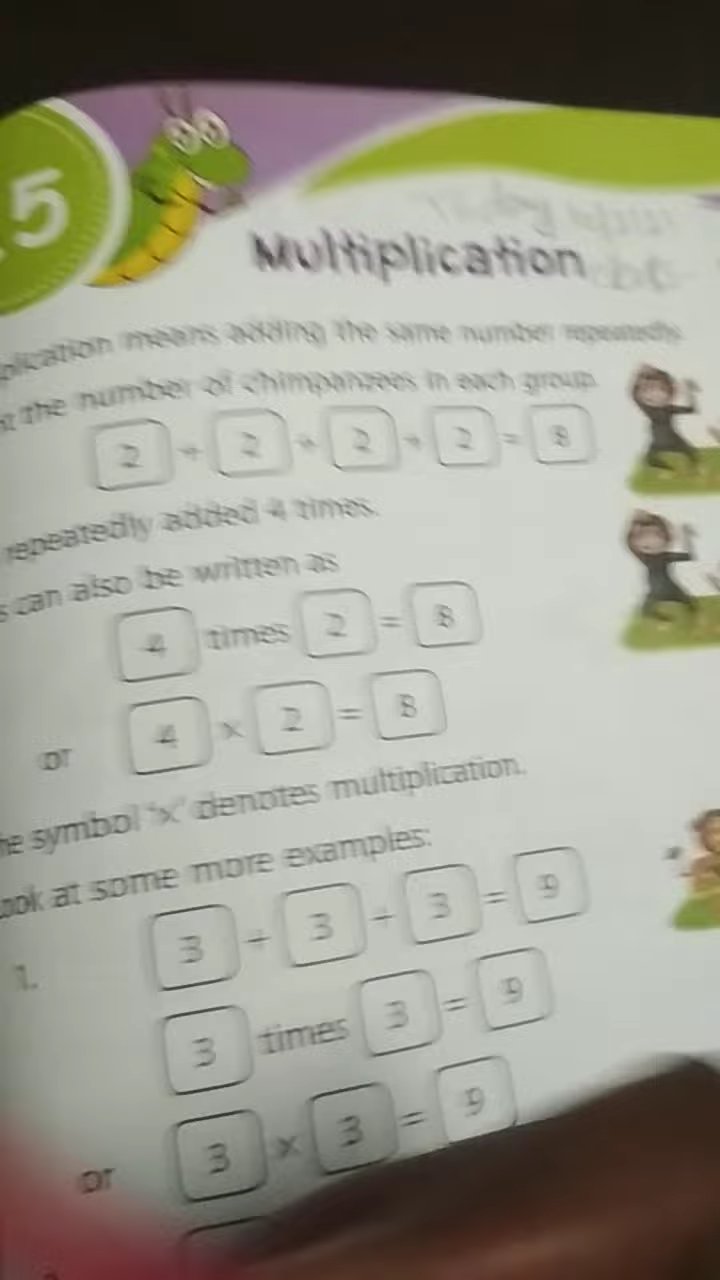 5
Multiplication
plication means adding the same number repeatedly.
the number of chimpanzees in each group.
2 + 2 + 2 + 2 = 8
repeatedly added 4 times.
s can also be written as
4 times 2 = 8
or 4 × 2 = 8
he symbol '×' denotes multiplication.
ook at some more examples:
1. 3 + 3 + 3 = 9
3 times 3 = 9
or 3 × 3 = 9